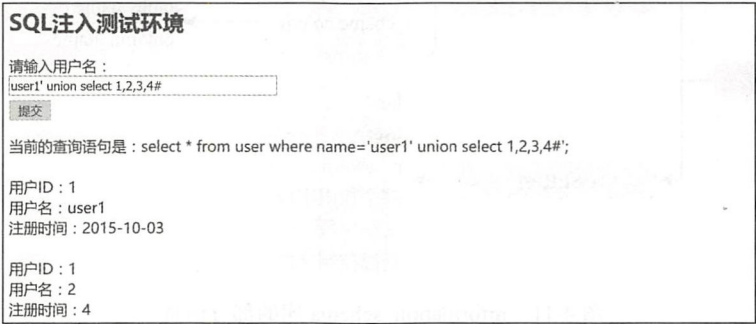 SQL注入测试环境
请输入用户名：
user1' union select 1,2,3,4#
提交
当前的查询语句是：select * from user where name='user1' union select 1,2,3,4#';
用户ID：1
用户名：user1
注册时间：2015-10-03
用户ID：1
用户名：2
注册时间：4